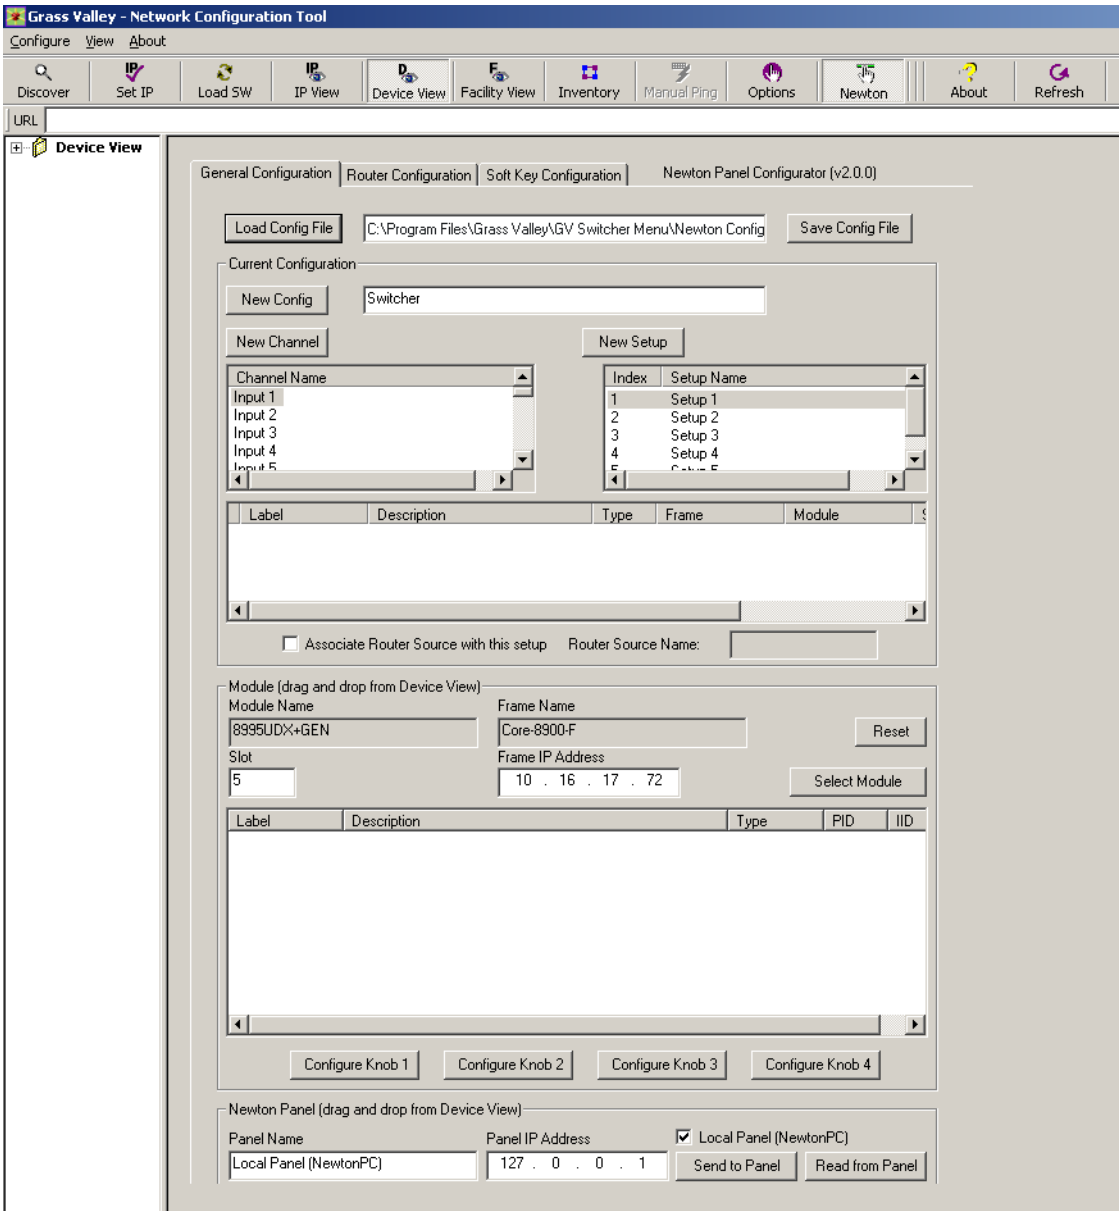 Grass Valley - Network Configuration Tool
Configure View About
Discover Set IP Load SW IP View Device View Facility View Inventory Manual Ping Options Newton About Refresh
URL
Device View
General Configuration Router Configuration Soft Key Configuration Newton Panel Configurator (v2.0.0)
Load Config File C:\Program Files\Grass Valley\GV Switcher Menu\Newton Config Save Config File
Current Configuration
New Config Switcher
New Channel New Setup
Channel Name Index Setup Name
Input 1 1 Setup 1
Input 2 2 Setup 2
Input 3 3 Setup 3
Input 4 4 Setup 4
Input 5 5 Setup 5
Label Description Type Frame Module S
Associate Router Source with this setup Router Source Name:
Module (drag and drop from Device View)
Module Name Frame Name
8995UDX+GEN Core-8900-F Reset
Slot Frame IP Address
5 10 . 16 . 17 . 72 Select Module
Label Description Type PID IID
Configure Knob 1 Configure Knob 2 Configure Knob 3 Configure Knob 4
Newton Panel (drag and drop from Device View)
Panel Name Panel IP Address Local Panel (NewtonPC)
Local Panel (NewtonPC) 127 . 0 . 0 . 1 Send to Panel Read from Panel